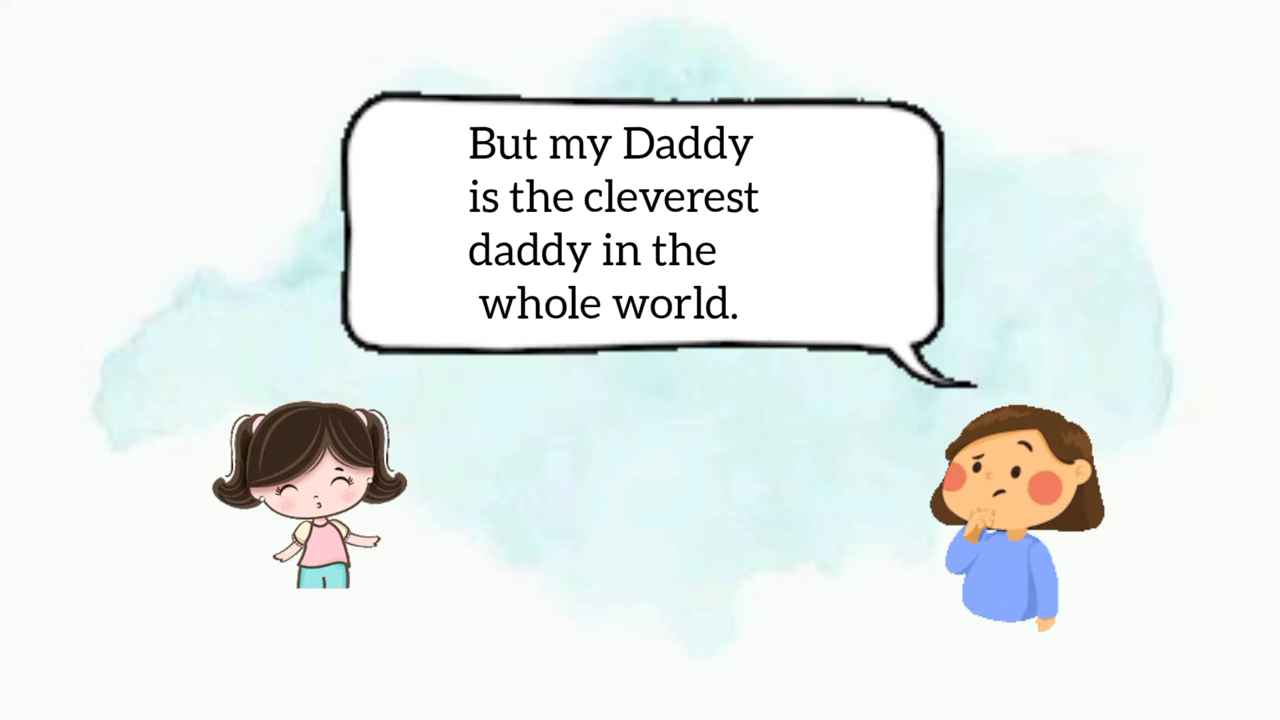 But my Daddy
is the cleverest
daddy in the
whole world.